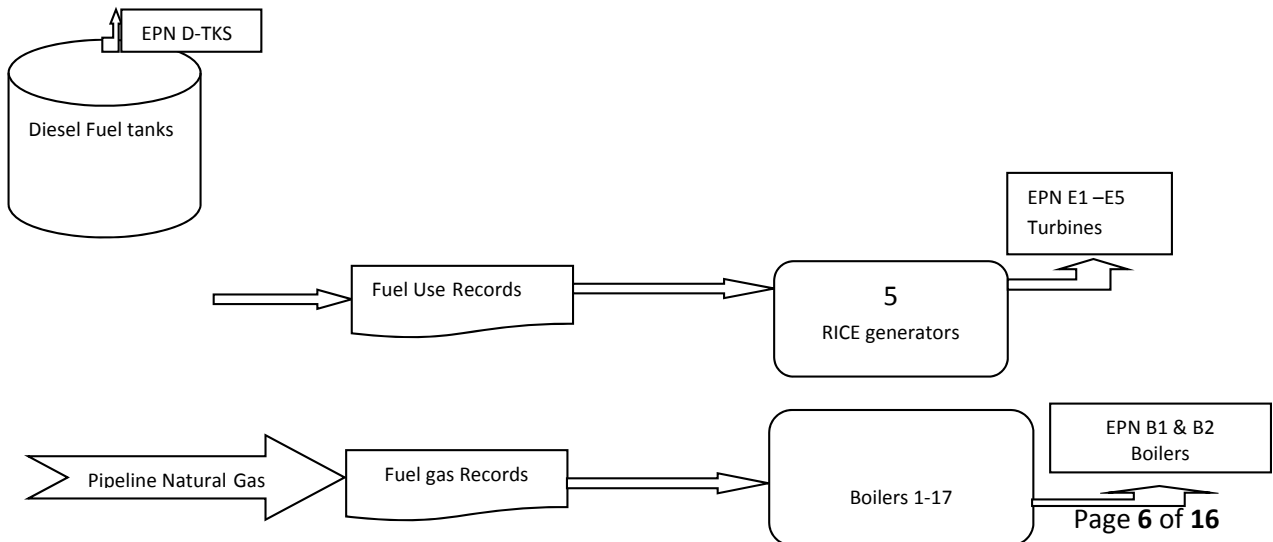 EPN D-TKS
Diesel Fuel tanks
EPN E1 –E5
Turbines
Fuel Use Records
5
RICE generators
EPN B1 & B2
Boilers
Pipeline Natural Gas
Fuel gas Records
Boilers 1-17
Page 6 of 16